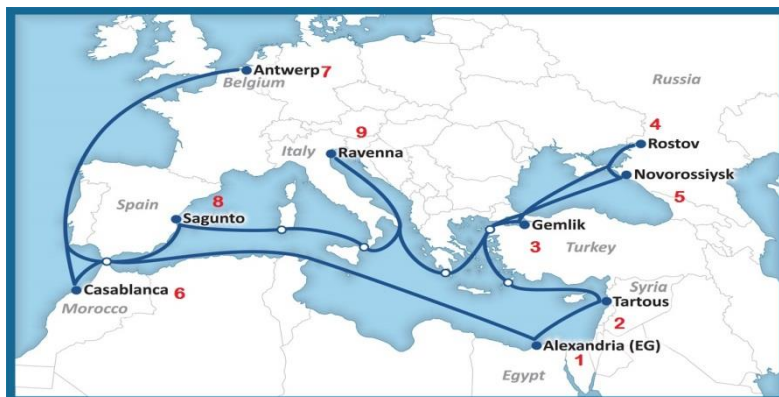 Antwerp 7
Belgium
Russia
4
Rostov
9
Italy
Ravenna
Novorossiysk
5
Spain
8
Sagunto
Gemlik
3
Turkey
Casablanca 6
Morocco
Syria
Tartous
2
Alexandria (EG)
1
Egypt